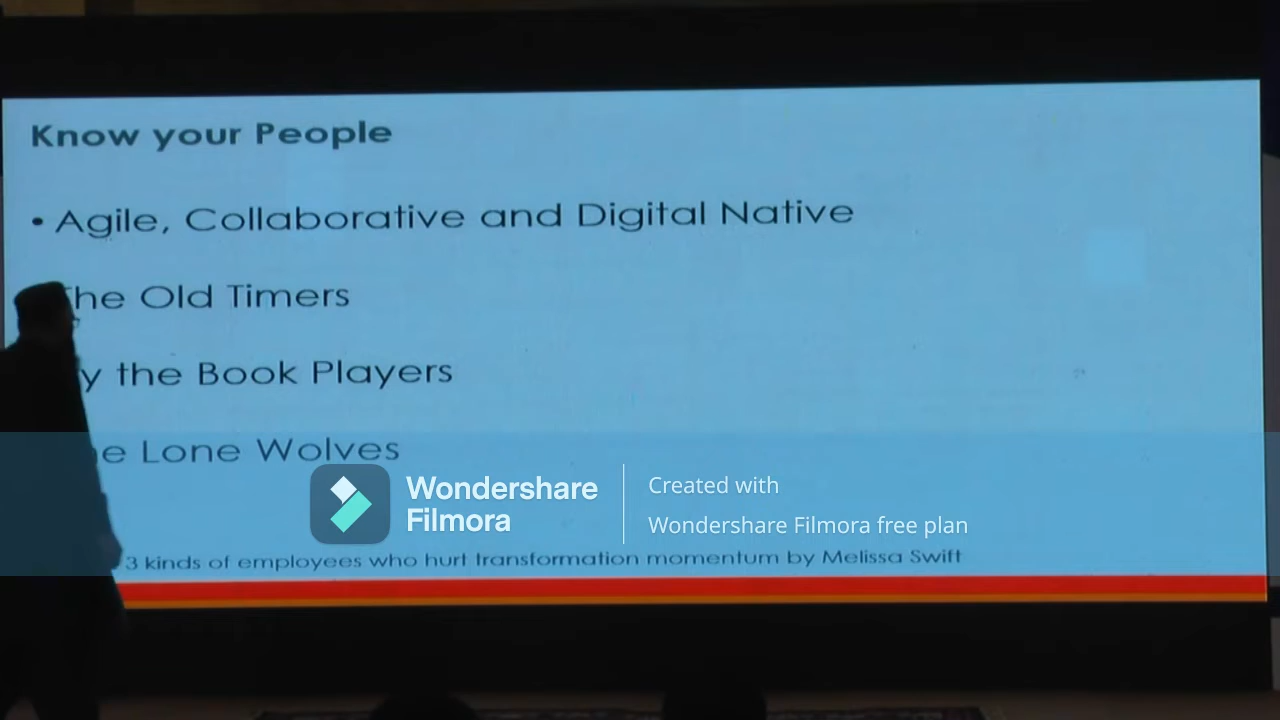 Know your People
• Agile, Collaborative and Digital Native
he Old Timers
y the Book Players
e Lone Wolves
Wondershare
Filmora
Created with
Wondershare Filmora free plan
3 kinds of employees who hurt transformation momentum by Melissa Swift